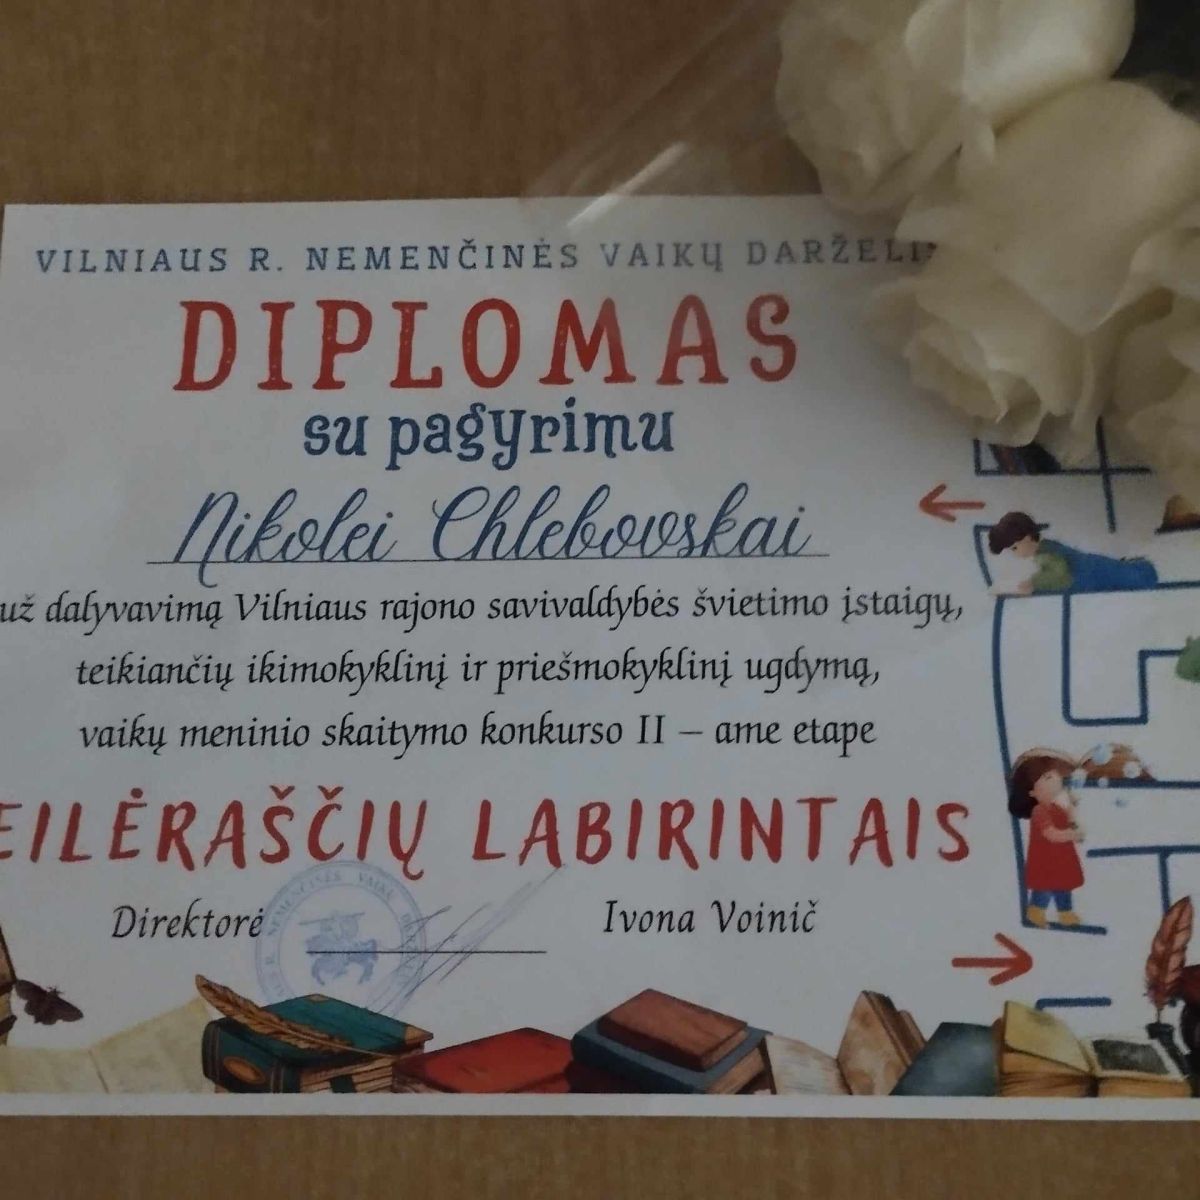 VILNIAUS R. NEMENČINĖS VAIKŲ DARŽELIS
DIPLOMAS
su pagyrimu
Nikolei Chlebovskai
už dalyvavimą Vilniaus rajono savivaldybės švietimo įstaigų,
teikiančių ikimokyklinį ir priešmokyklinį ugdymą,
vaikų meninio skaitymo konkurso II – ame etape
EILĖRAŠČIŲ LABIRINTAIS
Direktorė
Ivona Voinič